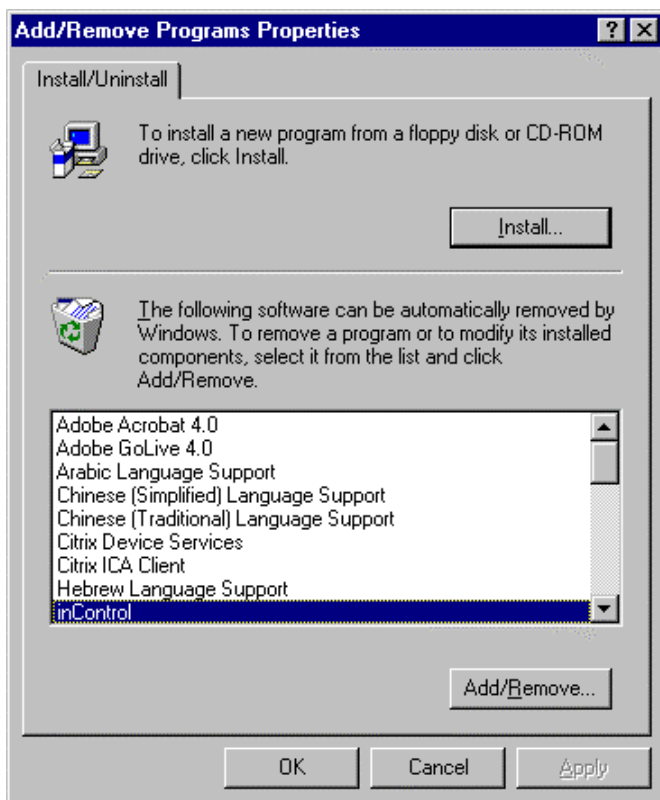 Add/Remove Programs Properties
Install/Uninstall
To install a new program from a floppy disk or CD-ROM
drive, click Install.
Install...
The following software can be automatically removed by
Windows. To remove a program or to modify its installed
components, select it from the list and click
Add/Remove.
Adobe Acrobat 4.0
Adobe GoLive 4.0
Arabic Language Support
Chinese (Simplified) Language Support
Chinese (Traditional) Language Support
Citrix Device Services
Citrix ICA Client
Hebrew Language Support
inControl
Add/Remove...
OK
Cancel
Apply